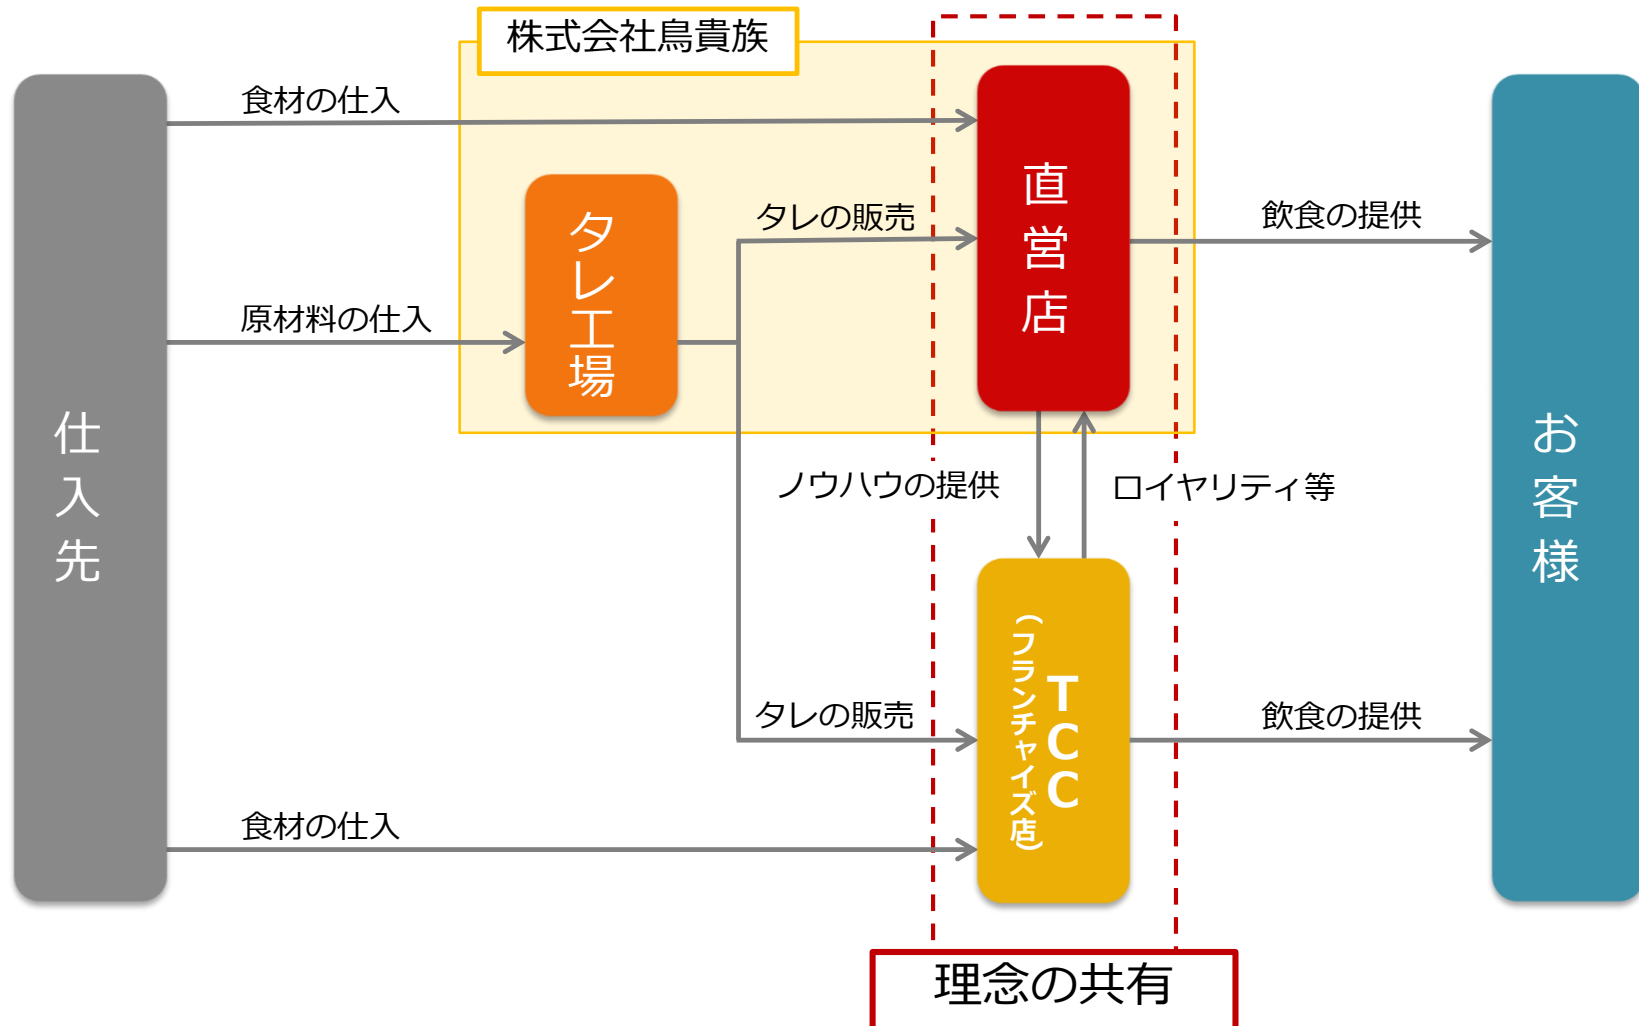 株式会社鳥貴族
食材の仕入
直営店
タレ工場
タレの販売
飲食の提供
原材料の仕入
仕入先
お客様
ノウハウの提供
ロイヤリティ等
TCC
(フランチャイズ店)
タレの販売
飲食の提供
食材の仕入
理念の共有